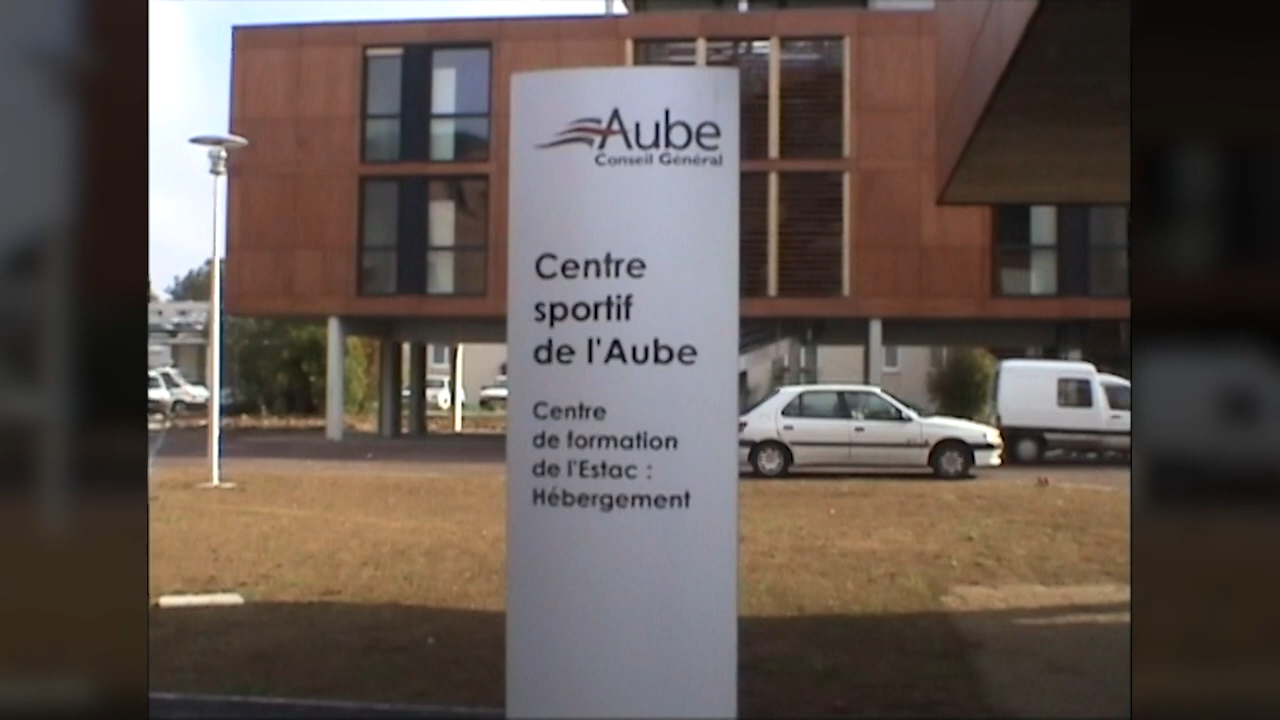 Aube
Conseil Général
Centre
sportif
de l'Aube
Centre
de formation
de l'Estac :
Hébergement